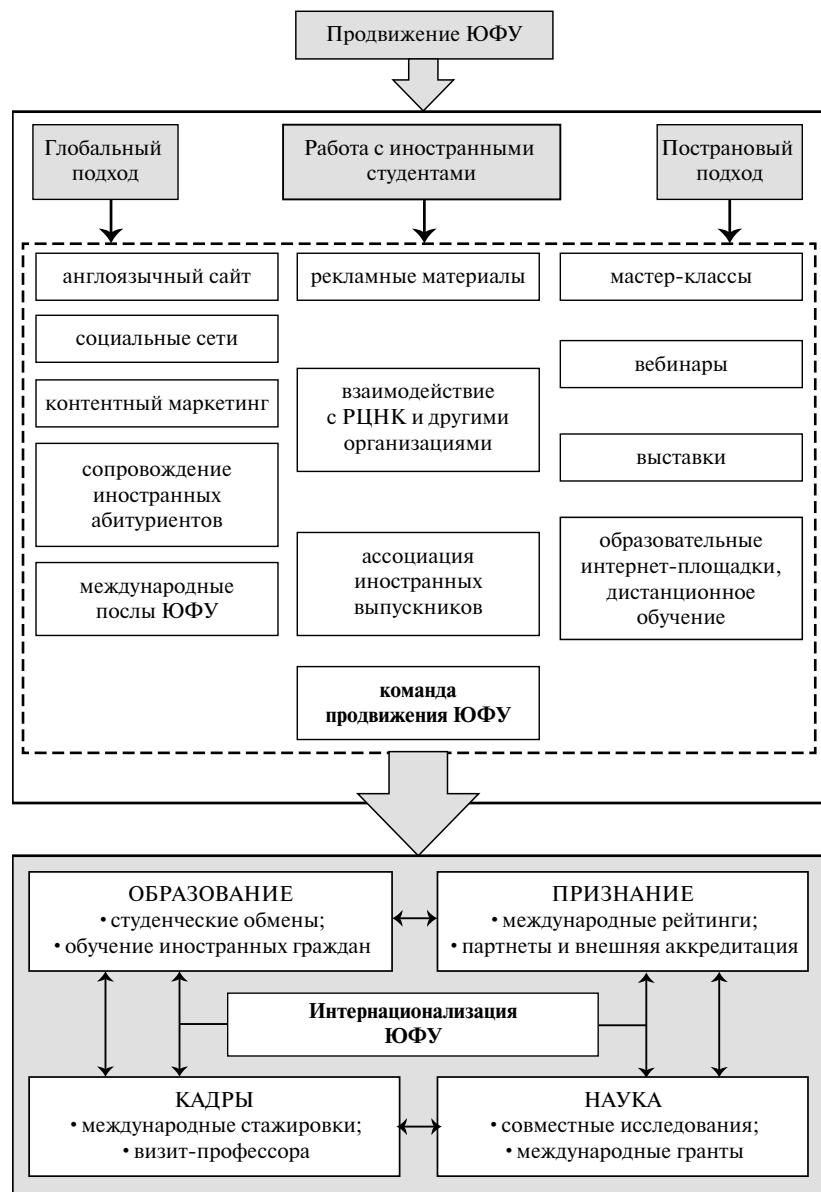 Продвижение ЮФУ
Глобальный
подход
Работа с иностранными
студентами
Построновый
подход
англоязычный сайт
социальные сети
контентный маркетинг
сопровождение
иностранных
абитуриентов
международные
послы ЮФУ
рекламные материалы
взаимодействие
с РЦНК и другими
организациями
ассоциация
иностранных
выпускников
команда
продвижения ЮФУ
мастер-классы
вебинары
выставки
образовательные
интернет-площадки,
дистанционное
обучение
ОБРАЗОВАНИЕ
• студенческие обмены;
• обучение иностранных граждан
ПРИЗНАНИЕ
• международные рейтинги;
• партнеты и внешняя аккредитация
Интернационализация
ЮФУ
КАДРЫ
• международные стажировки;
• визит-профессора
НАУКА
• совместные исследования;
• международные гранты